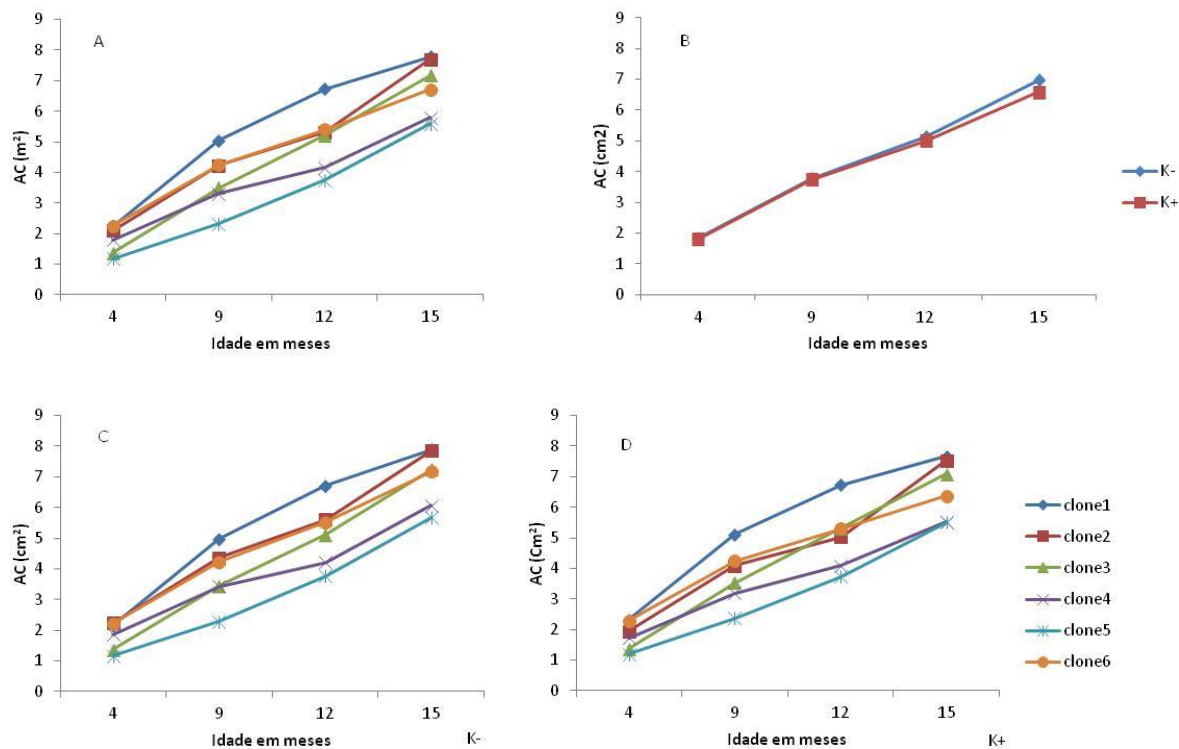 A
AC (m²)
9
8
7
6
5
4
3
2
1
0
4 9 12 15
Idade em meses
B
AC (cm2)
9
8
7
6
5
4
3
2
1
0
4 9 12 15
Idade em meses
K-
K+
C
AC (cm²)
9
8
7
6
5
4
3
2
1
0
4 9 12 15
Idade em meses
K-
D
AC (Cm²)
9
8
7
6
5
4
3
2
1
0
4 9 12 15
Idade em meses
K+
clone1
clone2
clone3
clone4
clone5
clone6